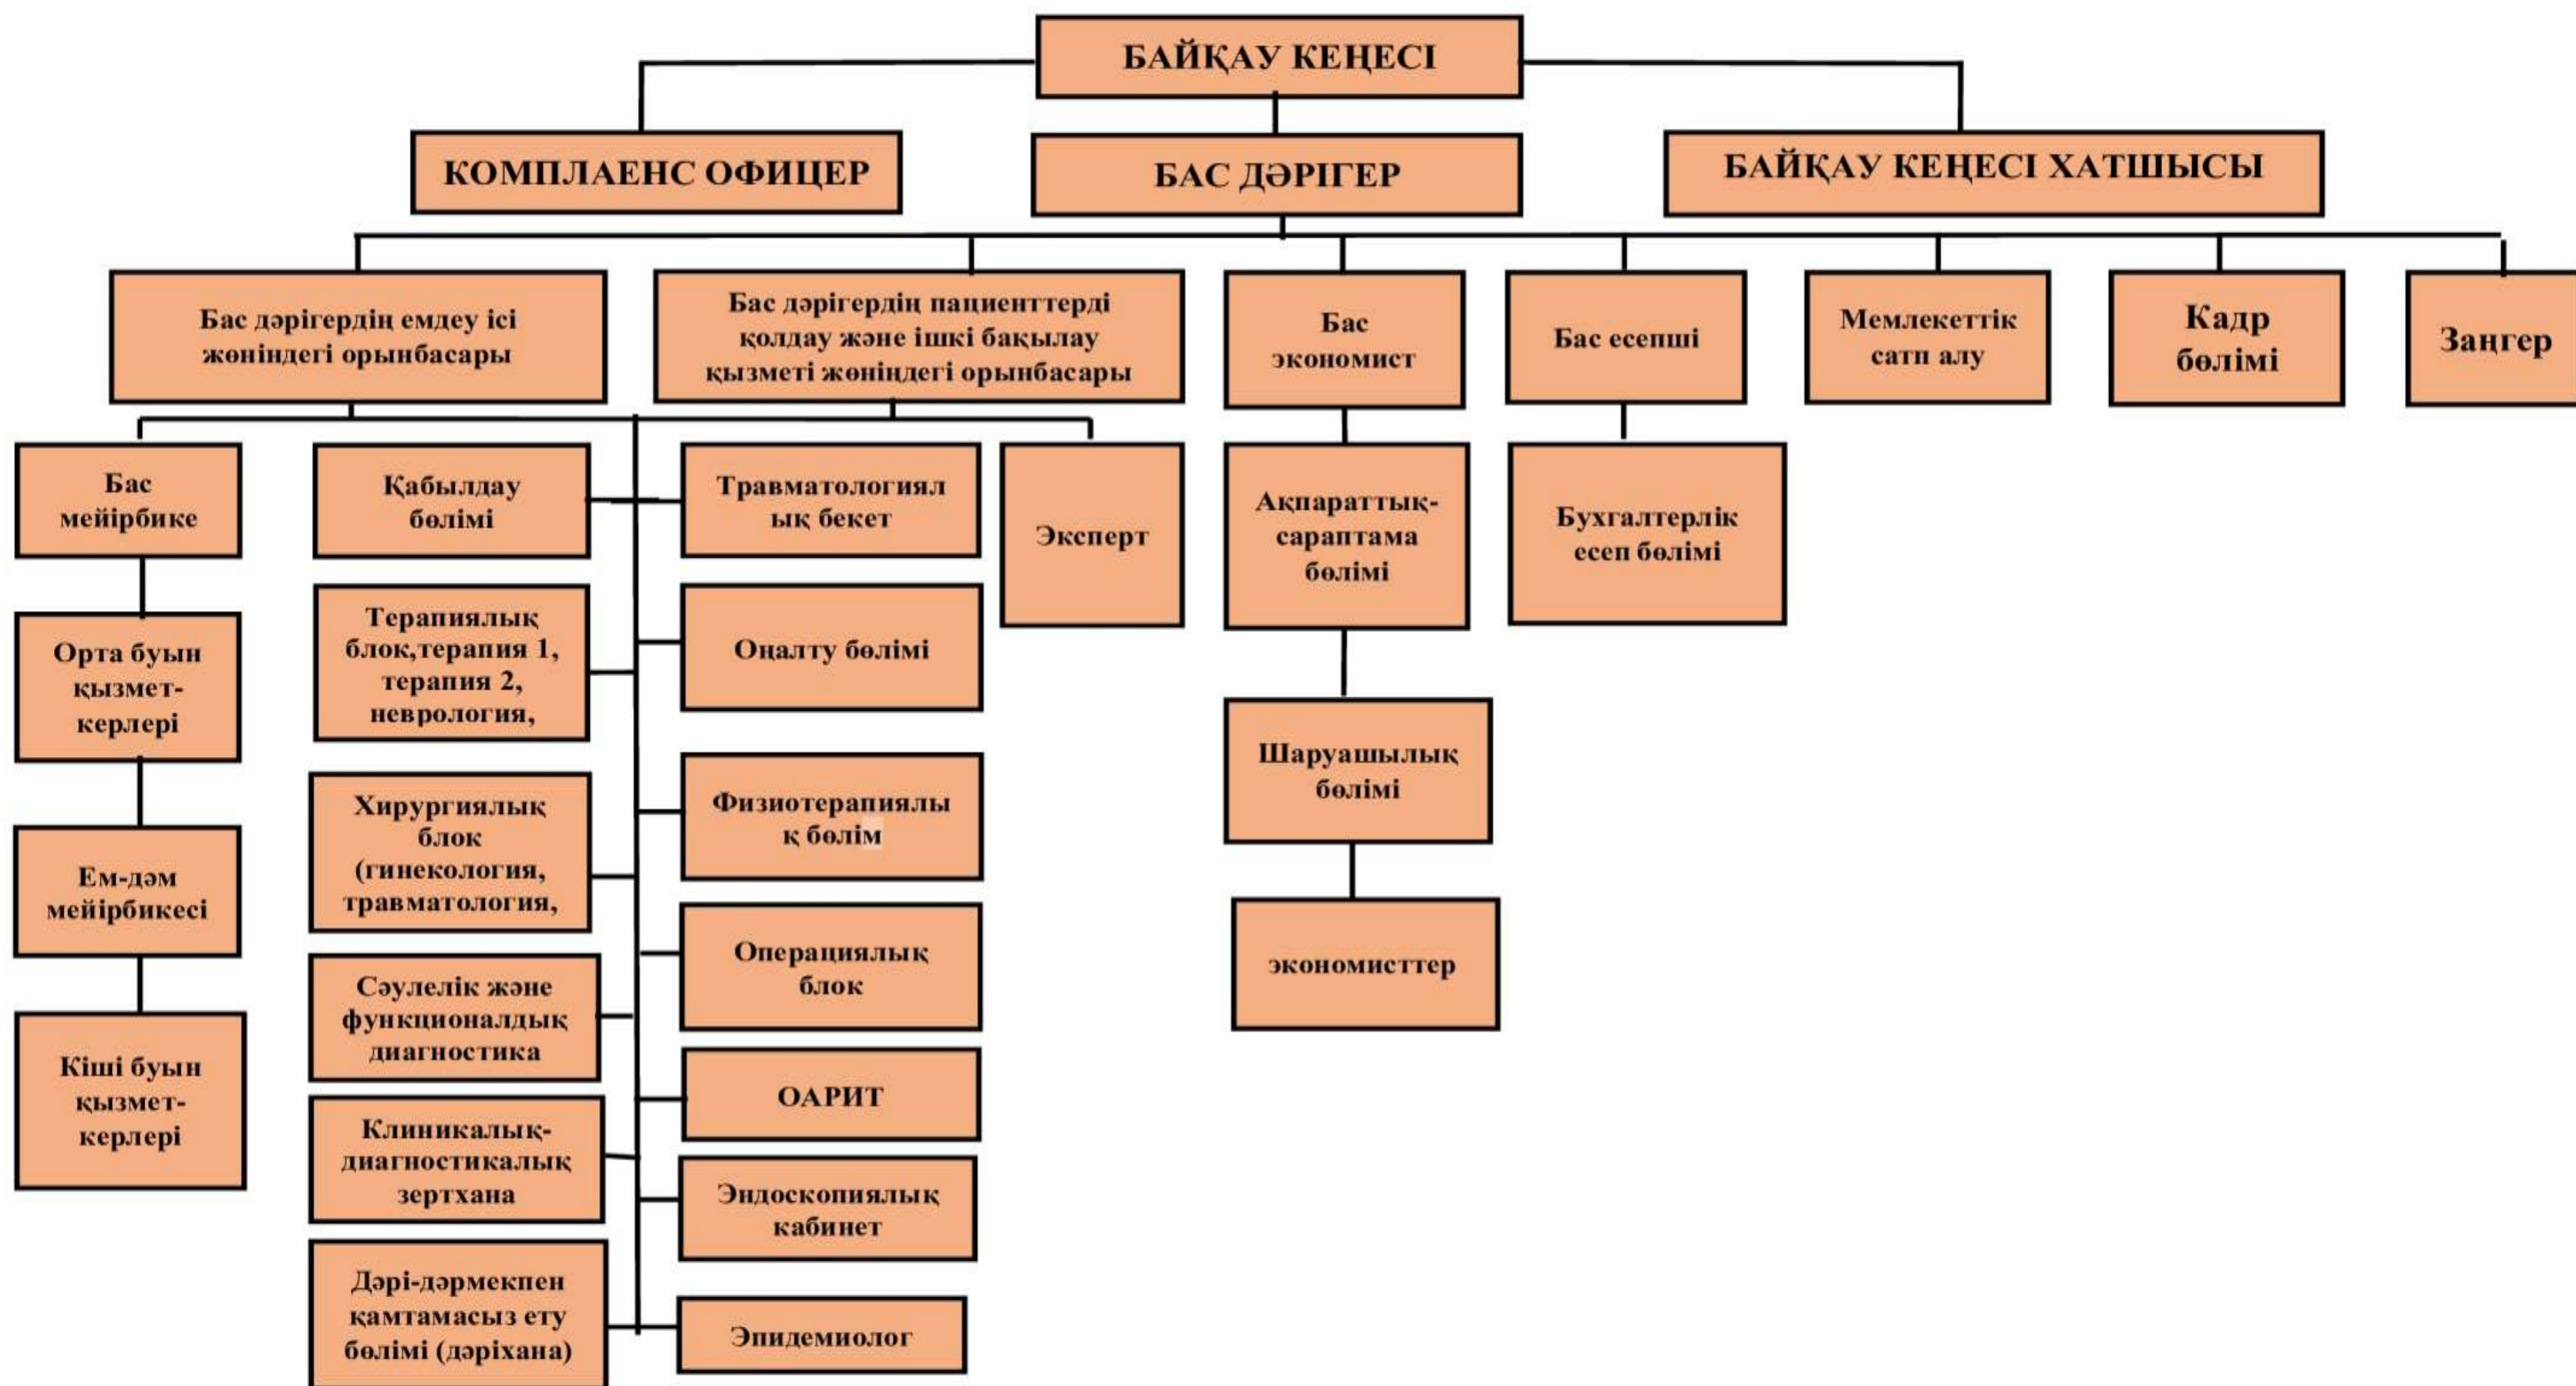 БАЙҚАУ КЕҢЕСІ
КОМПЛАЕНС ОФИЦЕР
БАС ДӘРІГЕР
БАЙҚАУ КЕҢЕСІ ХАТШЫСЫ
Бас дәрігердің емдеу ісі
жөніндегі орынбасары
Бас дәрігердің пациенттерді
қолдау және ішкі бақылау
қызметі жөніңдегі орынбасары
Бас
экономист
Бас есепші
Мемлекеттік
сатп алу
Кадр
бөлімі
Заңгер
Бас
мейірбике
Қабылдау
бөлімі
Травматологиял
ық бекет
Эксперт
Ақпараттық-
сараптама
бөлімі
Бухгалтерлік
есеп бөлімі
Орта буын
қызмет-
керлері
Терапиялық
блок,терапия 1,
терапия 2,
неврология,
Оңалту бөлімі
Шаруашылық
бөлімі
Ем-дәм
мейірбикесі
Хирургиялық
блок
(гинекология,
травматология,
Физиотерапиялы
қ бөлім
экономисттер
Кіші буын
қызмет-
керлері
Сәулелік және
функционалдық
диагностика
Операциялық
блок
ОАРИТ
Клиникалық-
диагностикалық
зертхана
Эндоскопиялық
кабинет
Дәрі-дәрмекпен
қамтамасыз ету
бөлімі (дәріхана)
Эпидемиолог